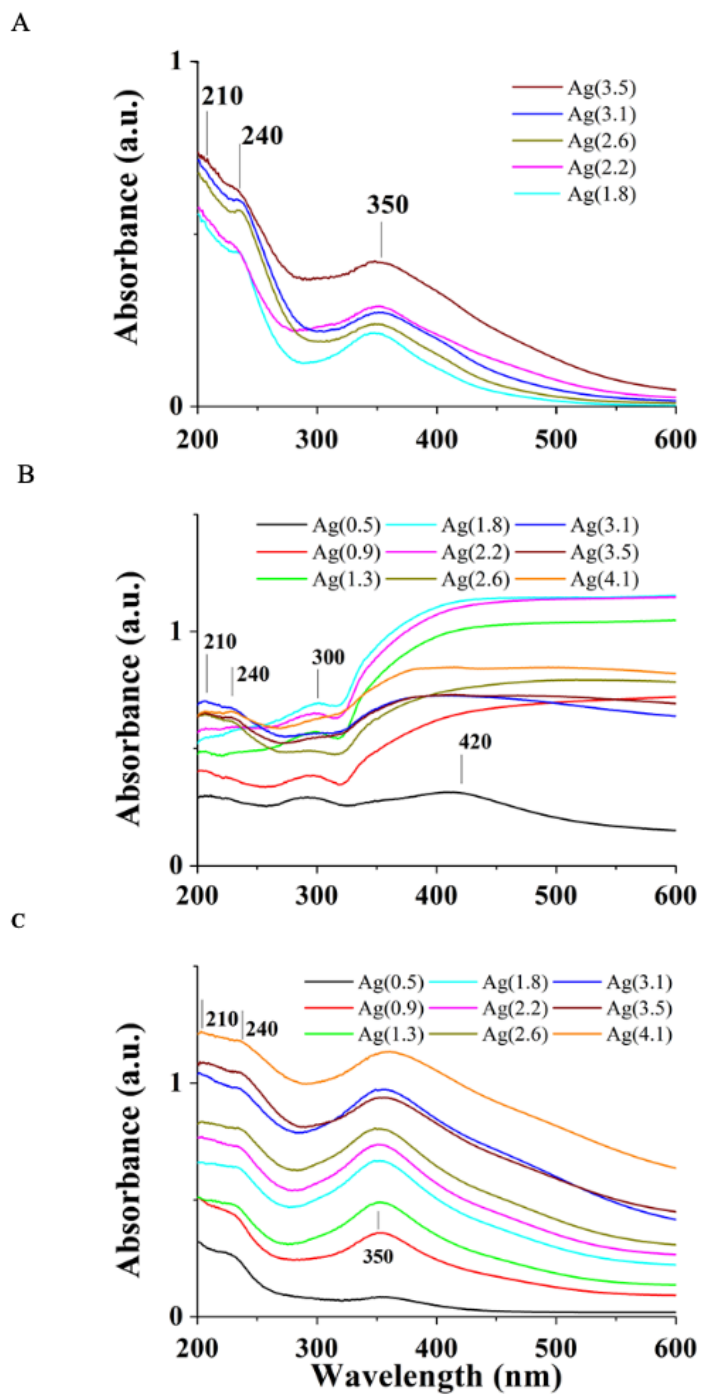 A
1
210
240
350
Ag(3.5)
Ag(3.1)
Ag(2.6)
Ag(2.2)
Ag(1.8)
Absorbance (a.u.)
0
200 300 400 500 600
B
Ag(0.5) Ag(1.8) Ag(3.1)
Ag(0.9) Ag(2.2) Ag(3.5)
Ag(1.3) Ag(2.6) Ag(4.1)
1
210
240
300
420
Absorbance (a.u.)
0
200 300 400 500 600
C
Ag(0.5) Ag(1.8) Ag(3.1)
Ag(0.9) Ag(2.2) Ag(3.5)
Ag(1.3) Ag(2.6) Ag(4.1)
210 240
1
350
Absorbance (a.u.)
0
200 300 400 500 600
Wavelength (nm)